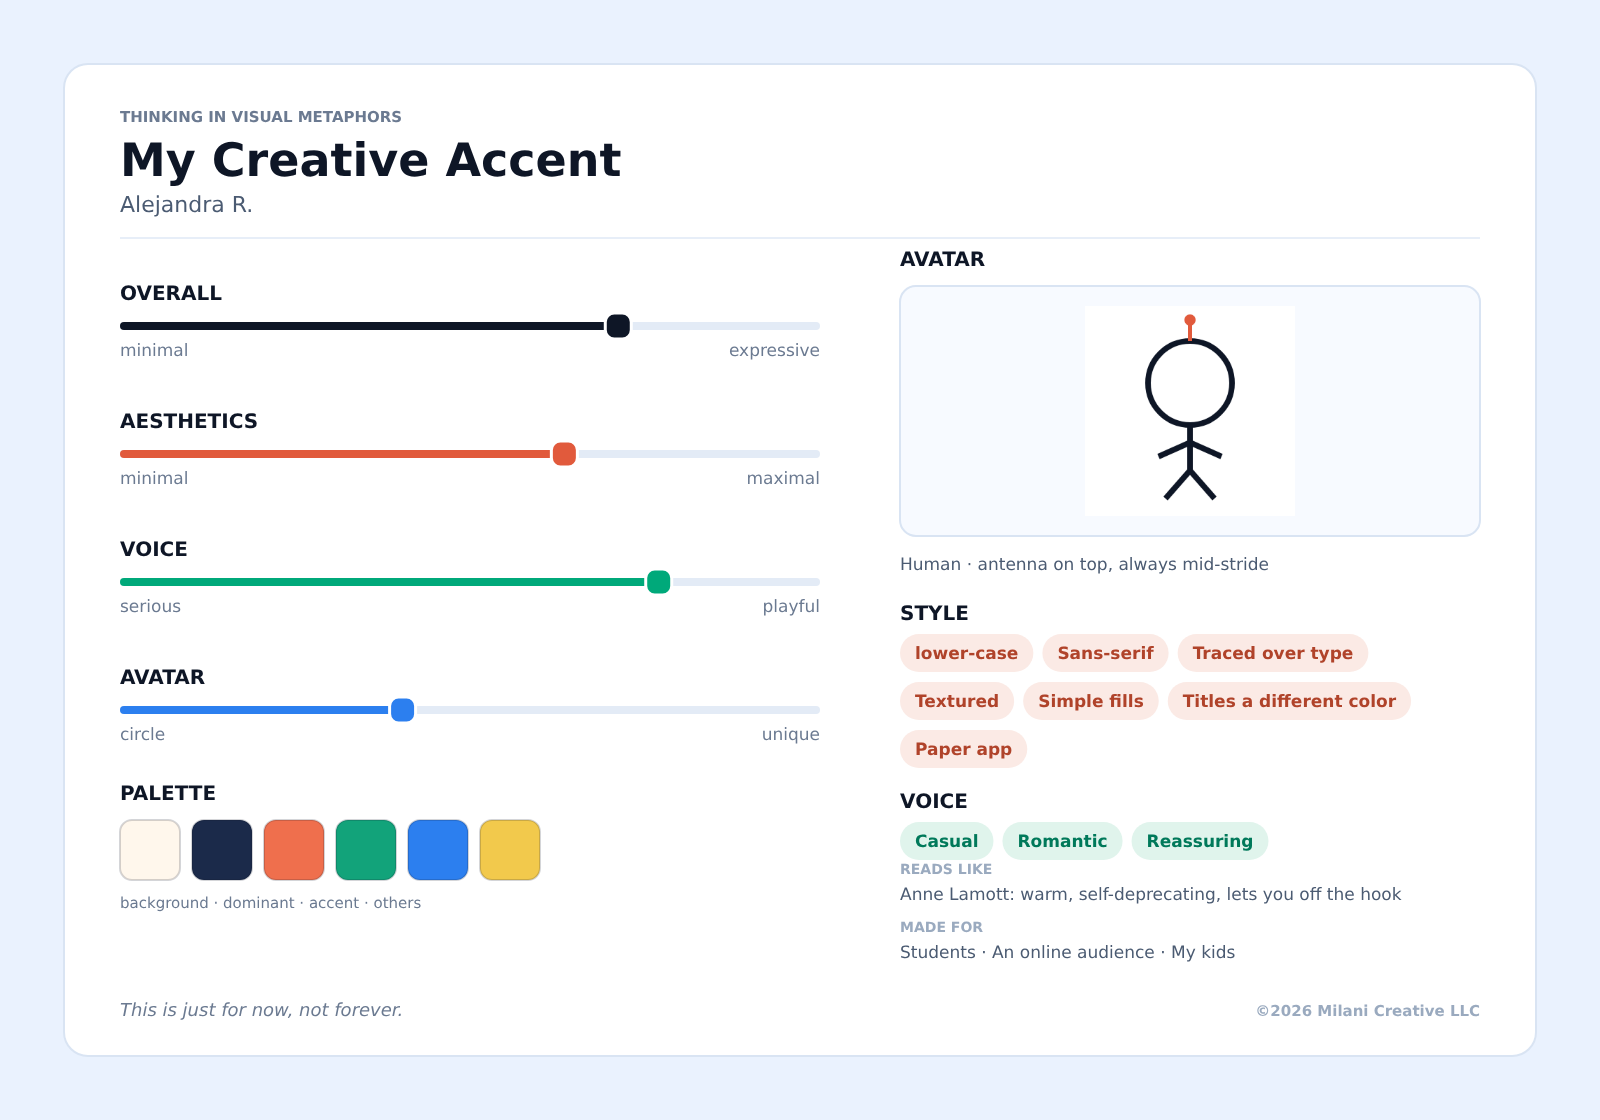 THINKING IN VISUAL METAPHORS
My Creative Accent
Alejandra R.
OVERALL
minimal expressive
AESTHETICS
minimal maximal
VOICE
serious playful
AVATAR
circle unique
PALETTE
background · dominant · accent · others
AVATAR
Human · antenna on top, always mid-stride
STYLE
lower-case Sans-serif Traced over type
Textured Simple fills Titles a different color
Paper app
VOICE
Casual Romantic Reassuring
READS LIKE
Anne Lamott: warm, self-deprecating, lets you off the hook
MADE FOR
Students · An online audience · My kids
This is just for now, not forever.
©2026 Milani Creative LLC